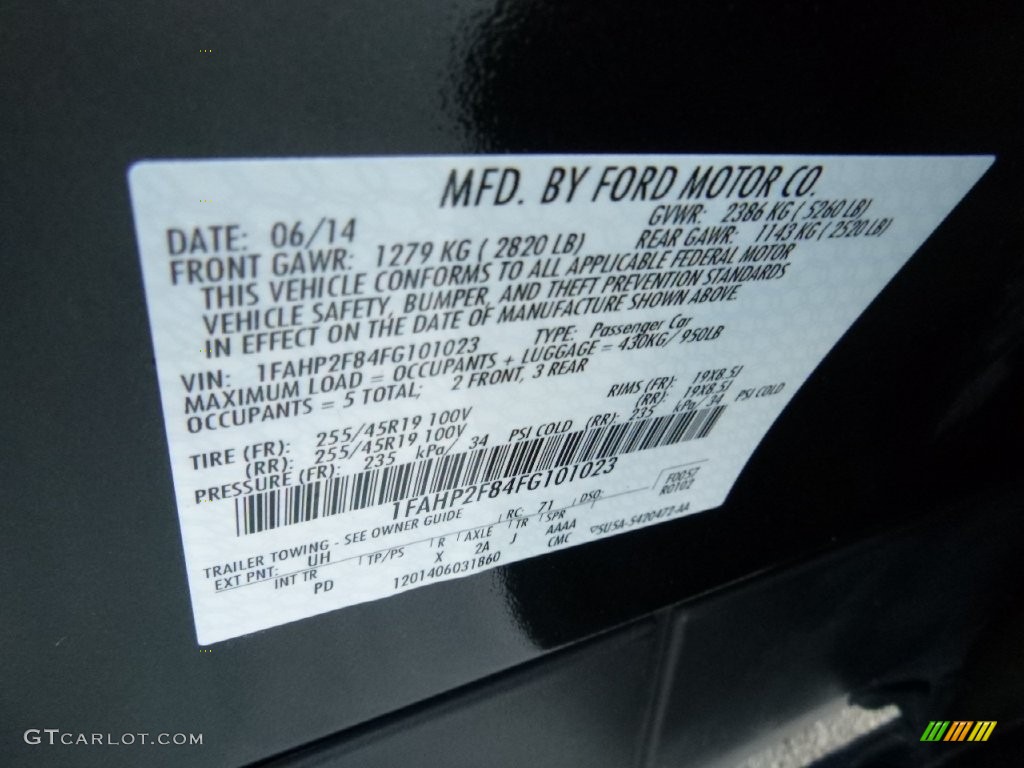 MFD. BY FORD MOTOR CO.
DATE: 06/14 GVWR: 2386 KG ( 5260 LB)
FRONT GAWR: 1279 KG ( 2820 LB) REAR GAWR: 1143 KG ( 2520 LB)
THIS VEHICLE CONFORMS TO ALL APPLICABLE FEDERAL MOTOR
VEHICLE SAFETY, BUMPER, AND THEFT PREVENTION STANDARDS
IN EFFECT ON THE DATE OF MANUFACTURE SHOWN ABOVE.
VIN: 1FAHP2F84FG101023 TYPE: Passenger Car
MAXIMUM LOAD = OCCUPANTS + LUGGAGE = 430KG/ 950LB
OCCUPANTS = 5 TOTAL; 2 FRONT, 3 REAR
TIRE (FR): 255/45R19 100V RIMS (FR): 19X8.5J
(RR): 255/45R19 100V (RR): 19X8.5J
PRESSURE (FR): 235 kPa/ 34 PSI COLD (RR): 235 kPa/ 34 PSI COLD
1FAHP2F84FG101023
TRAILER TOWING - SEE OWNER GUIDE F0057
R0102
EXT PNT: UH RC: 71 DSO:
INT TR TP/PS R AXLE TR SPR
PD X 2A J AAAA
1201406031860 CMC 5U5A-5420472-AA
GTCARLOT.COM